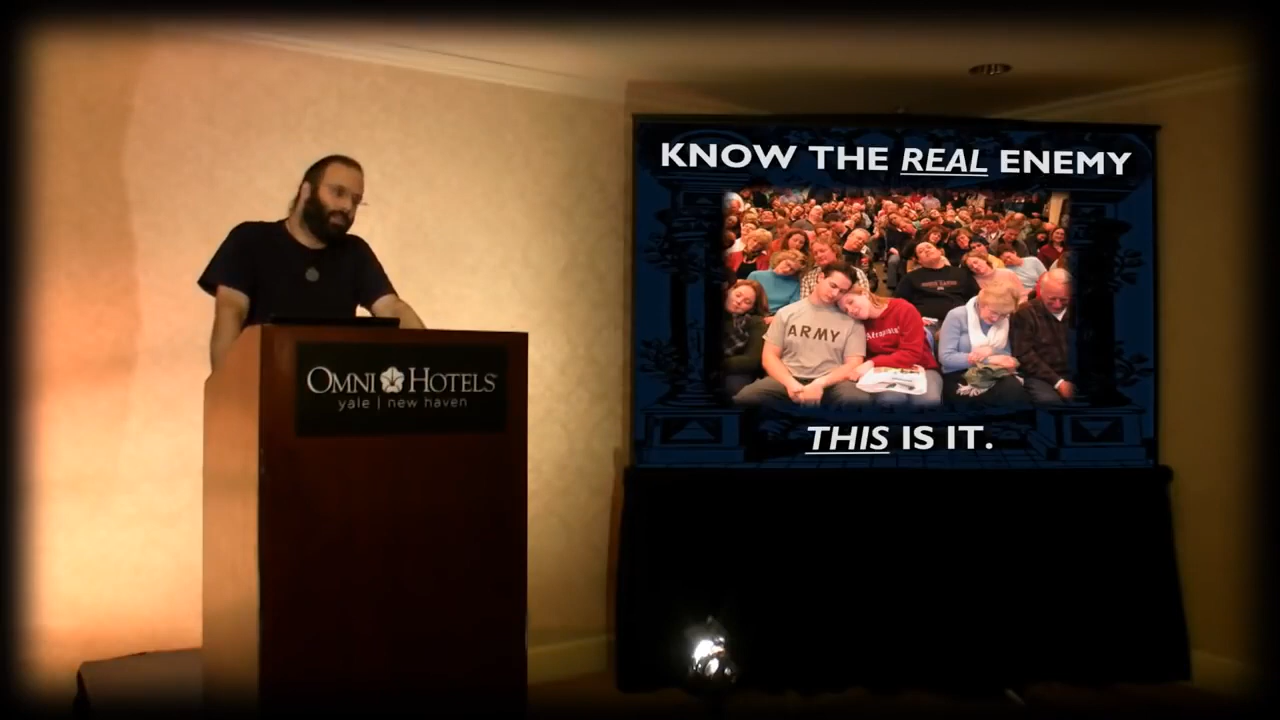 KNOW THE REAL ENEMY
ARMY
THIS IS IT.
OMNI HOTELS
yale | new haven